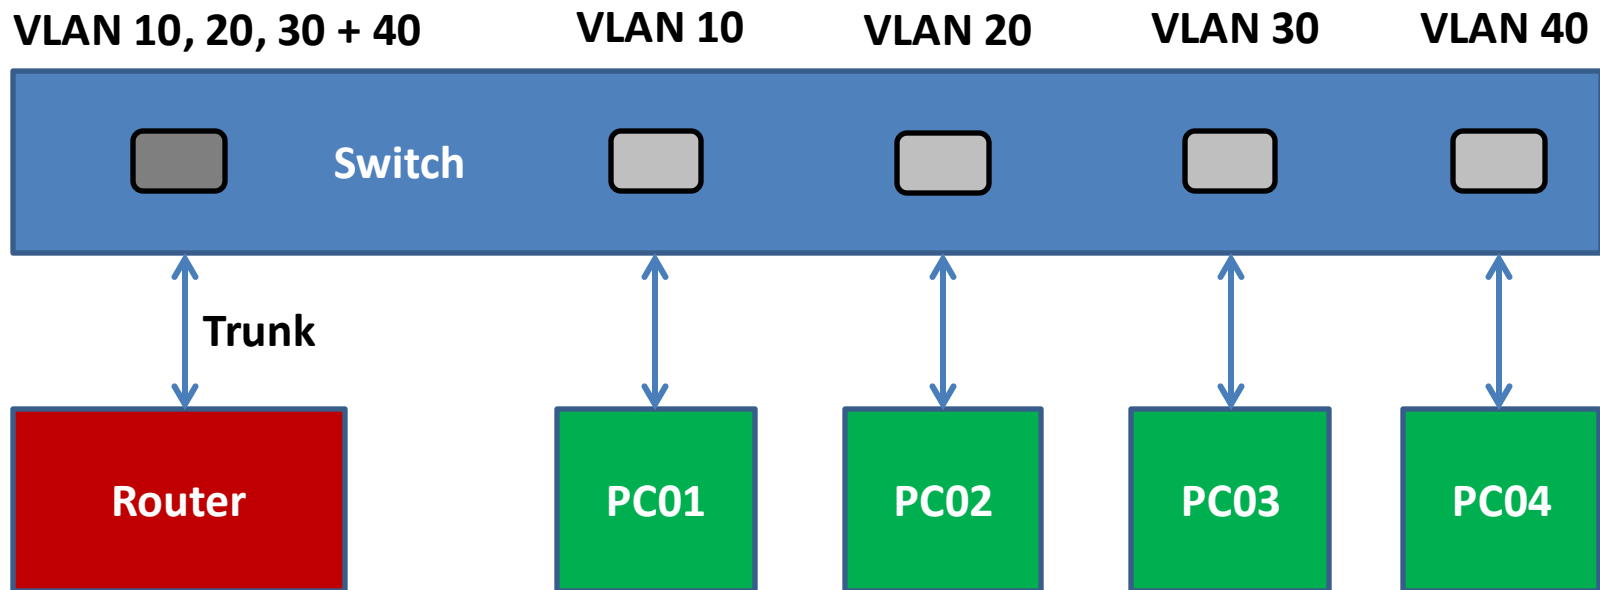 VLAN 10, 20, 30 + 40
VLAN 10
VLAN 20
VLAN 30
VLAN 40
Switch
Trunk
Router
PC01
PC02
PC03
PC04